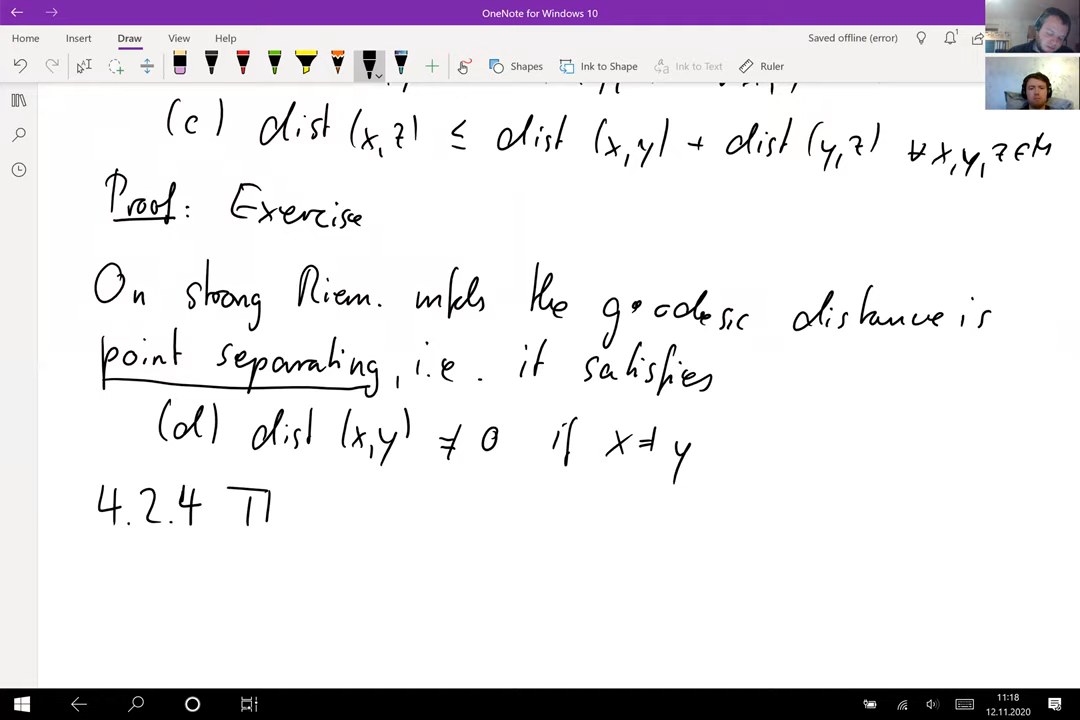 OneNote for Windows 10
Home Insert Draw View Help Saved offline (error)
Shapes Ink to Shape Ink to Text Ruler
(c) dist (x,z) ≤ dist (x,y) + dist (y,z) ∀ x,y,z ∈ M
Proof: Exercise
On strong Riem. mfds the geodesic distance is
point separating, i.e. it satisfies
(d) dist (x,y) ≠ 0 if x ≠ y
4.2.4
11:18
12.11.2020